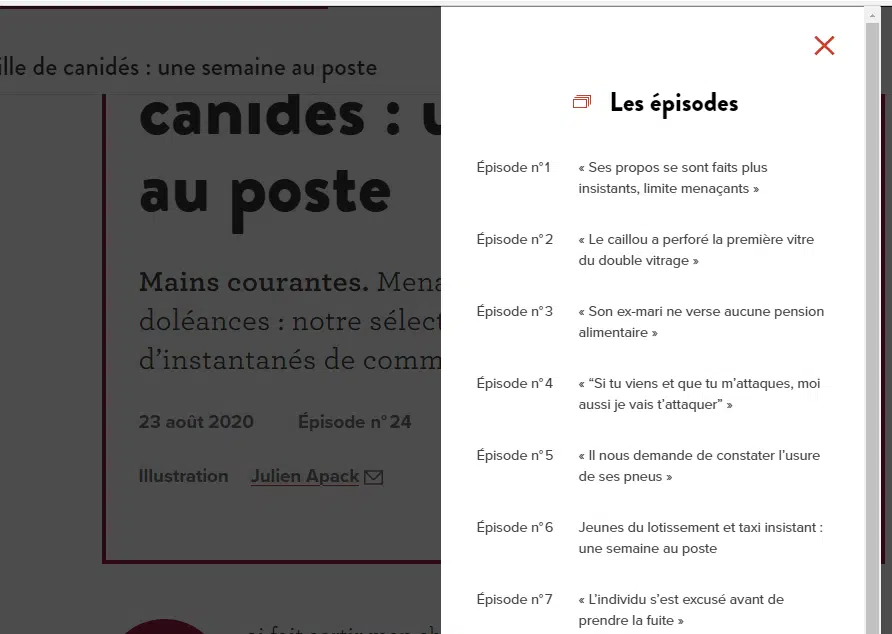 ille de canidés : une semaine au poste
canidés : u
au poste
Mains courantes. Mena
doléances : notre sélect
d’instantanés de comm
23 août 2020 Épisode n°24
Illustration Julien Apack
Les épisodes
Épisode n°1 « Ses propos se sont faits plus
insistants, limite menaçants »
Épisode n°2 « Le caillou a perforé la première vitre
du double vitrage »
Épisode n°3 « Son ex-mari ne verse aucune pension
alimentaire »
Épisode n°4 « “Si tu viens et que tu m’attaques, moi
aussi je vais t’attaquer” »
Épisode n°5 « Il nous demande de constater l’usure
de ses pneus »
Épisode n°6 Jeunes du lotissement et taxi insistant :
une semaine au poste
Épisode n°7 « L’individu s’est excusé avant de
prendre la fuite »